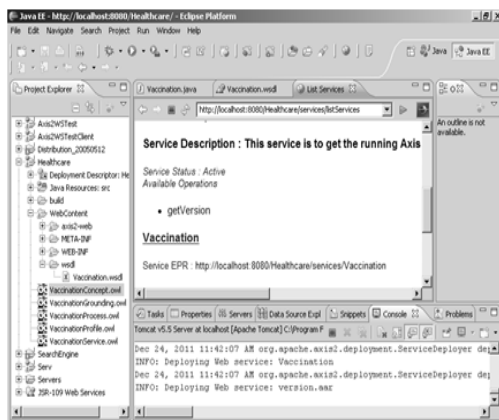 Java EE - http://localhost:8080/Healthcare/ - Eclipse Platform
File Edit Navigate Search Project Run Window Help
Java Java EE
Project Explorer
Axis2WSTest
Axis2WSTestClient
Distribution_20050512
Healthcare
Deployment Descriptor: He
Java Resources: src
build
WebContent
axis2-web
META-INF
WEB-INF
wsdl
Vaccination.wsdl
VaccinationConcept.owl
VaccinationGrounding.owl
VaccinationProcess.owl
VaccinationProfile.owl
VaccinationService.owl
SearchEngine
Serv
Servers
JSR-109 Web Services
Vaccination.java Vaccination.wsdl List Services
http://localhost:8080/Healthcare/services/listServices
Service Description : This service is to get the running Axis
Service Status : Active
Available Operations
• getVersion
Vaccination
Service EPR : http://localhost:8080/Healthcare/services/Vaccination
An outline is not
available.
Tasks Properties Servers Data Source Expl Snippets Console Problems
Tomcat v5.5 Server at localhost [Apache Tomcat] C:\Program F
Dec 24, 2011 11:42:07 AM org.apache.axis2.deployment.ServiceDeployer dep
INFO: Deploying Web service: Vaccination
Dec 24, 2011 11:42:07 AM org.apache.axis2.deployment.ServiceDeployer dep
INFO: Deploying Web service: version.aar